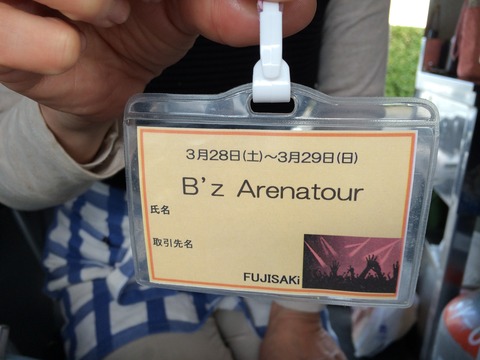 3月28日(土)～3月29日(日)
B'z Arenatour
氏名
取引先名
FUJISAKi